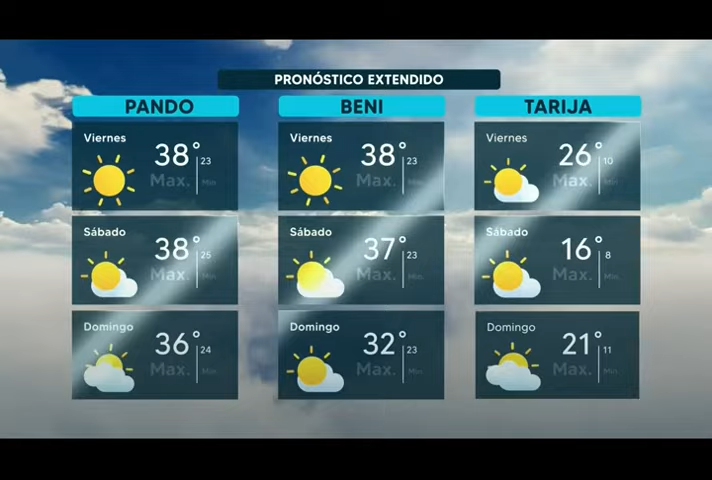 PRONÓSTICO EXTENDIDO
PANDO
Viernes
38° 23
Max. Min.
Sábado
38° 25
Max. Min.
Domingo
36° 24
Max. Min.
BENI
Viernes
38° 23
Max. Min.
Sábado
37° 23
Max. Min.
Domingo
32° 23
Max. Min.
TARIJA
Viernes
26° 10
Max. Min.
Sábado
16° 8
Max. Min.
Domingo
21° 11
Max. Min.